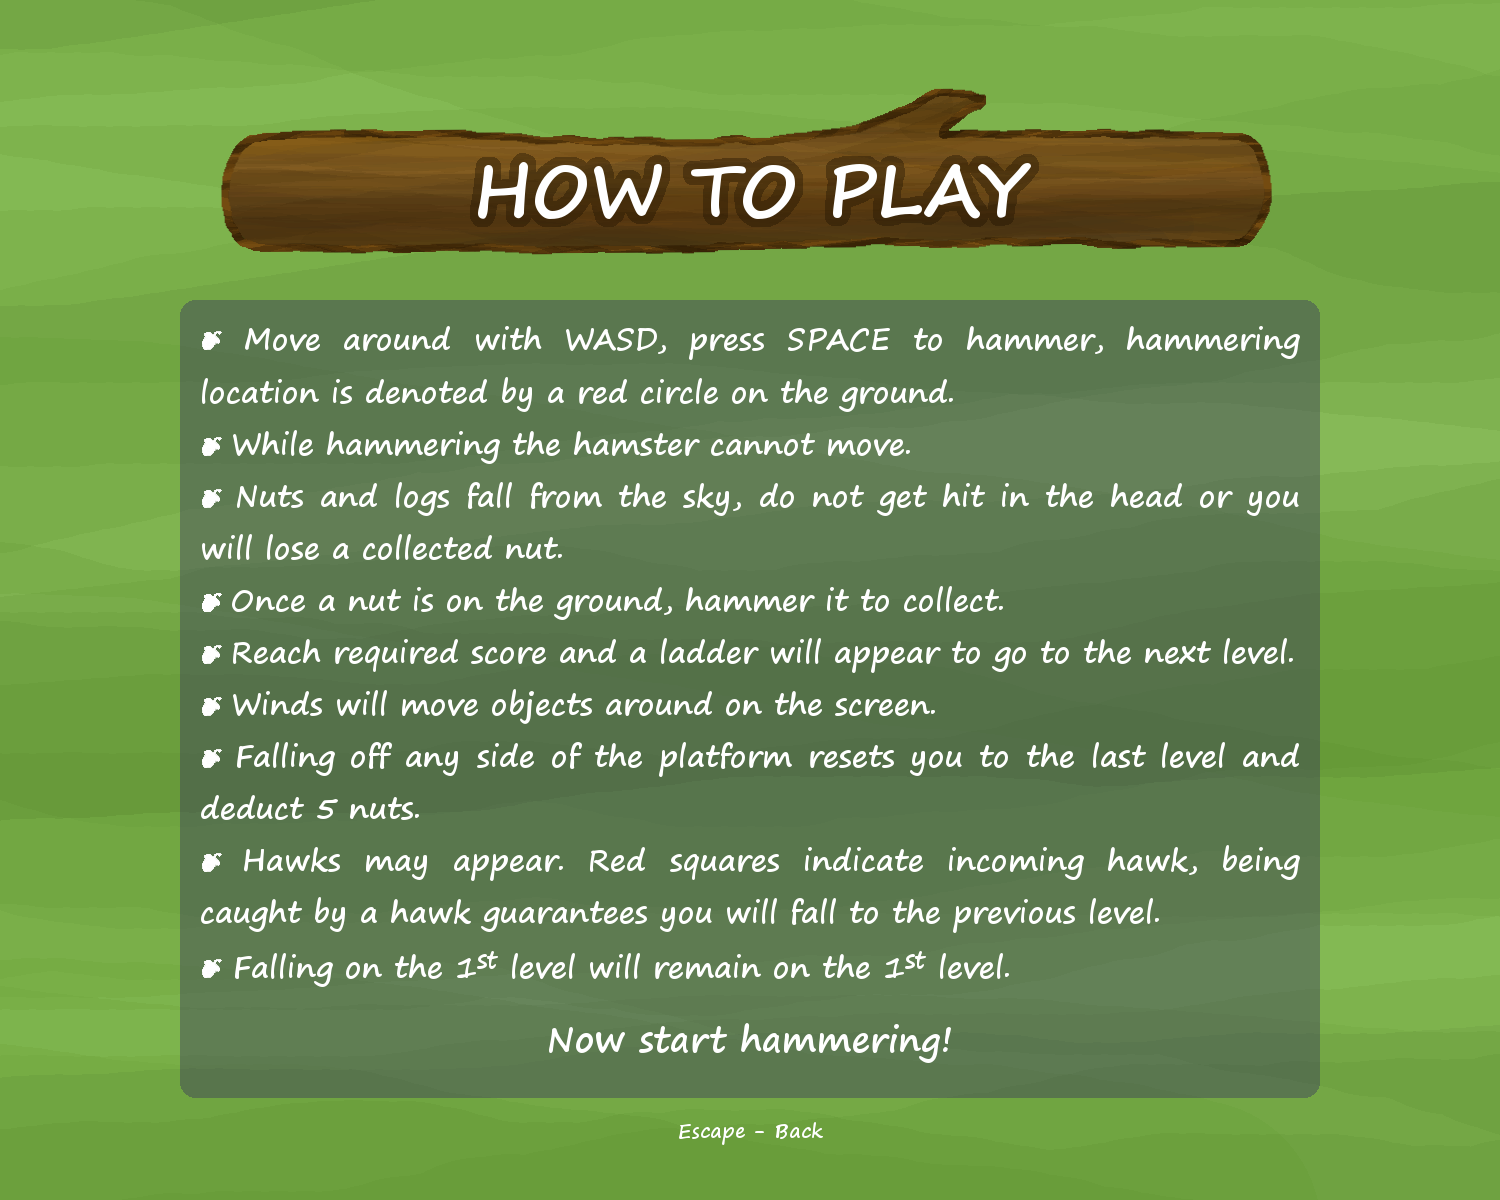 HOW TO PLAY
Move around with WASD, press SPACE to hammer, hammering
location is denoted by a red circle on the ground.
While hammering the hamster cannot move.
Nuts and logs fall from the sky, do not get hit in the head or you
will lose a collected nut.
Once a nut is on the ground, hammer it to collect.
Reach required score and a ladder will appear to go to the next level.
Winds will move objects around on the screen.
Falling off any side of the platform resets you to the last level and
deduct 5 nuts.
Hawks may appear. Red squares indicate incoming hawk, being
caught by a hawk guarantees you will fall to the previous level.
Falling on the 1st level will remain on the 1st level.
Now start hammering!
Escape - Back